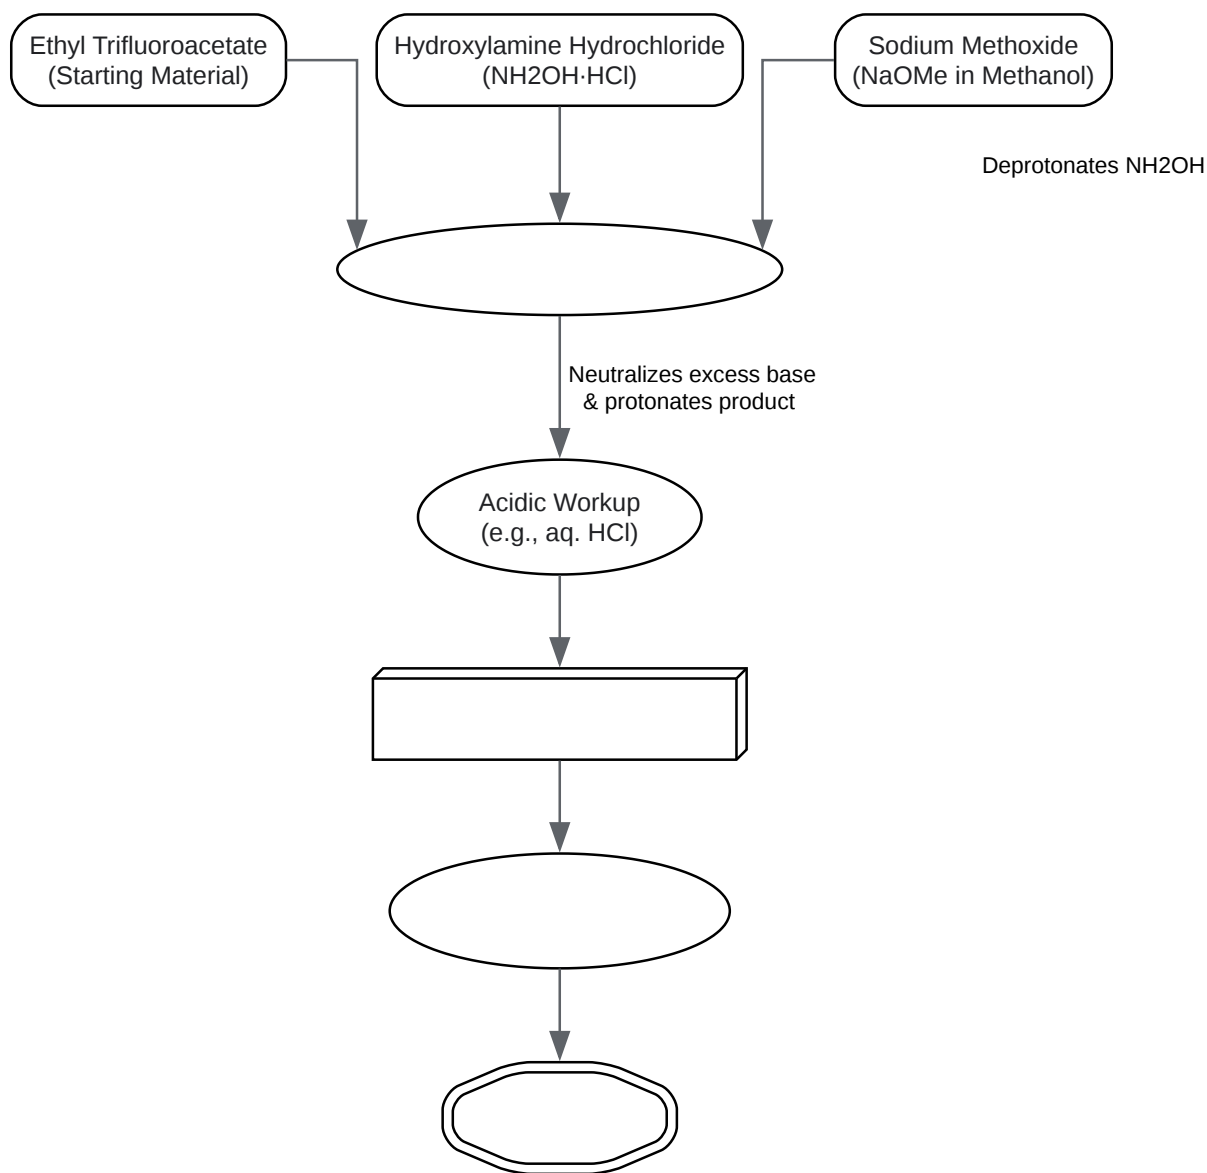 Ethyl Trifluoroacetate
(Starting Material)
Hydroxylamine Hydrochloride
(NH2OH·HCl)
Sodium Methoxide
(NaOMe in Methanol)
Deprotonates NH2OH
Neutralizes excess base
& protonates product
Acidic Workup
(e.g., aq. HCl)